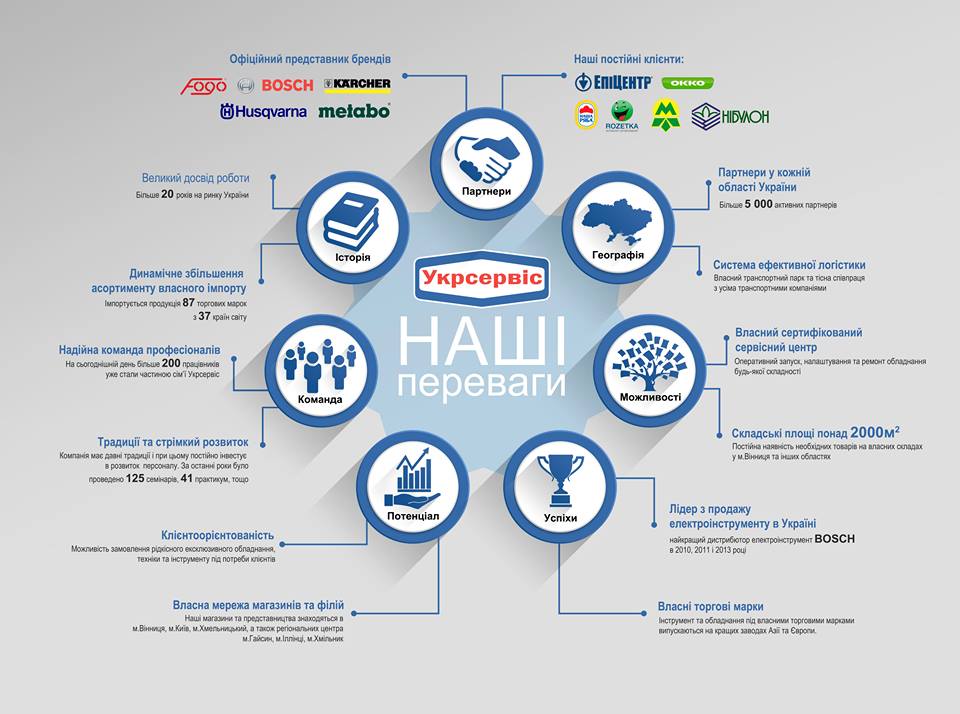 Офіційний представник брендів
FOGO
BOSCH
KÄRCHER
Husqvarna
metabo
Наші постійні клієнти:
ЕПІЦЕНТР
ОККО
НАША РЯБА
ROZETKA
НІБУЛОН
Партнери
Великий досвід роботи
Більше 20 років на ринку України
Історія
Динамічне збільшення
асортименту власного імпорту
Імпортується продукція 87 торгових марок
з 37 країн світу
Партнери у кожній
області України
Більше 5 000 активних партнерів
Географія
Система ефективної логістики
Власний транспортний парк та тісна співпраця
з усіма транспортними компаніями
Укрсервіс
НАШІ
переваги
Надійна команда професіоналів
На сьогоднішній день більше 200 працівників
уже стали частиною сім'ї Укрсервіс
Команда
Традиції та стрімкий розвиток
Компанія має давні традиції і при цьому постійно інвестує
в розвиток персоналу. За останні роки було
проведено 125 семінарів, 41 практикум, тощо
Власний сертифікований
сервісний центр
Оперативний запуск, налаштування та ремонт обладнання
будь-якої складності
Можливості
Складські площі понад 2000м²
Постійна наявність необхідних товарів на власних складах
у м.Вінниця та інших областях
Потенціал
Клієнтоорієнтованість
Можливість замовлення рідкісного ексклюзивного обладнання,
техніки та інструменту під потреби клієнтів
Власна мережа магазинів та філій
Наші магазини та представництва знаходяться в
м.Вінниця, м.Київ, м.Хмельницький, а також регіональних центра
м.Гайсин, м.Іллінці, м.Хмільник
Успіхи
Лідер з продажу
електроінструменту в Україні
найкращий дистрибютор електроінструмент BOSCH
в 2010, 2011 і 2013 році
Власні торгові марки
Інструмент та обладнання під власними торговими марками
випускаються на кращих заводах Азії та Європи.